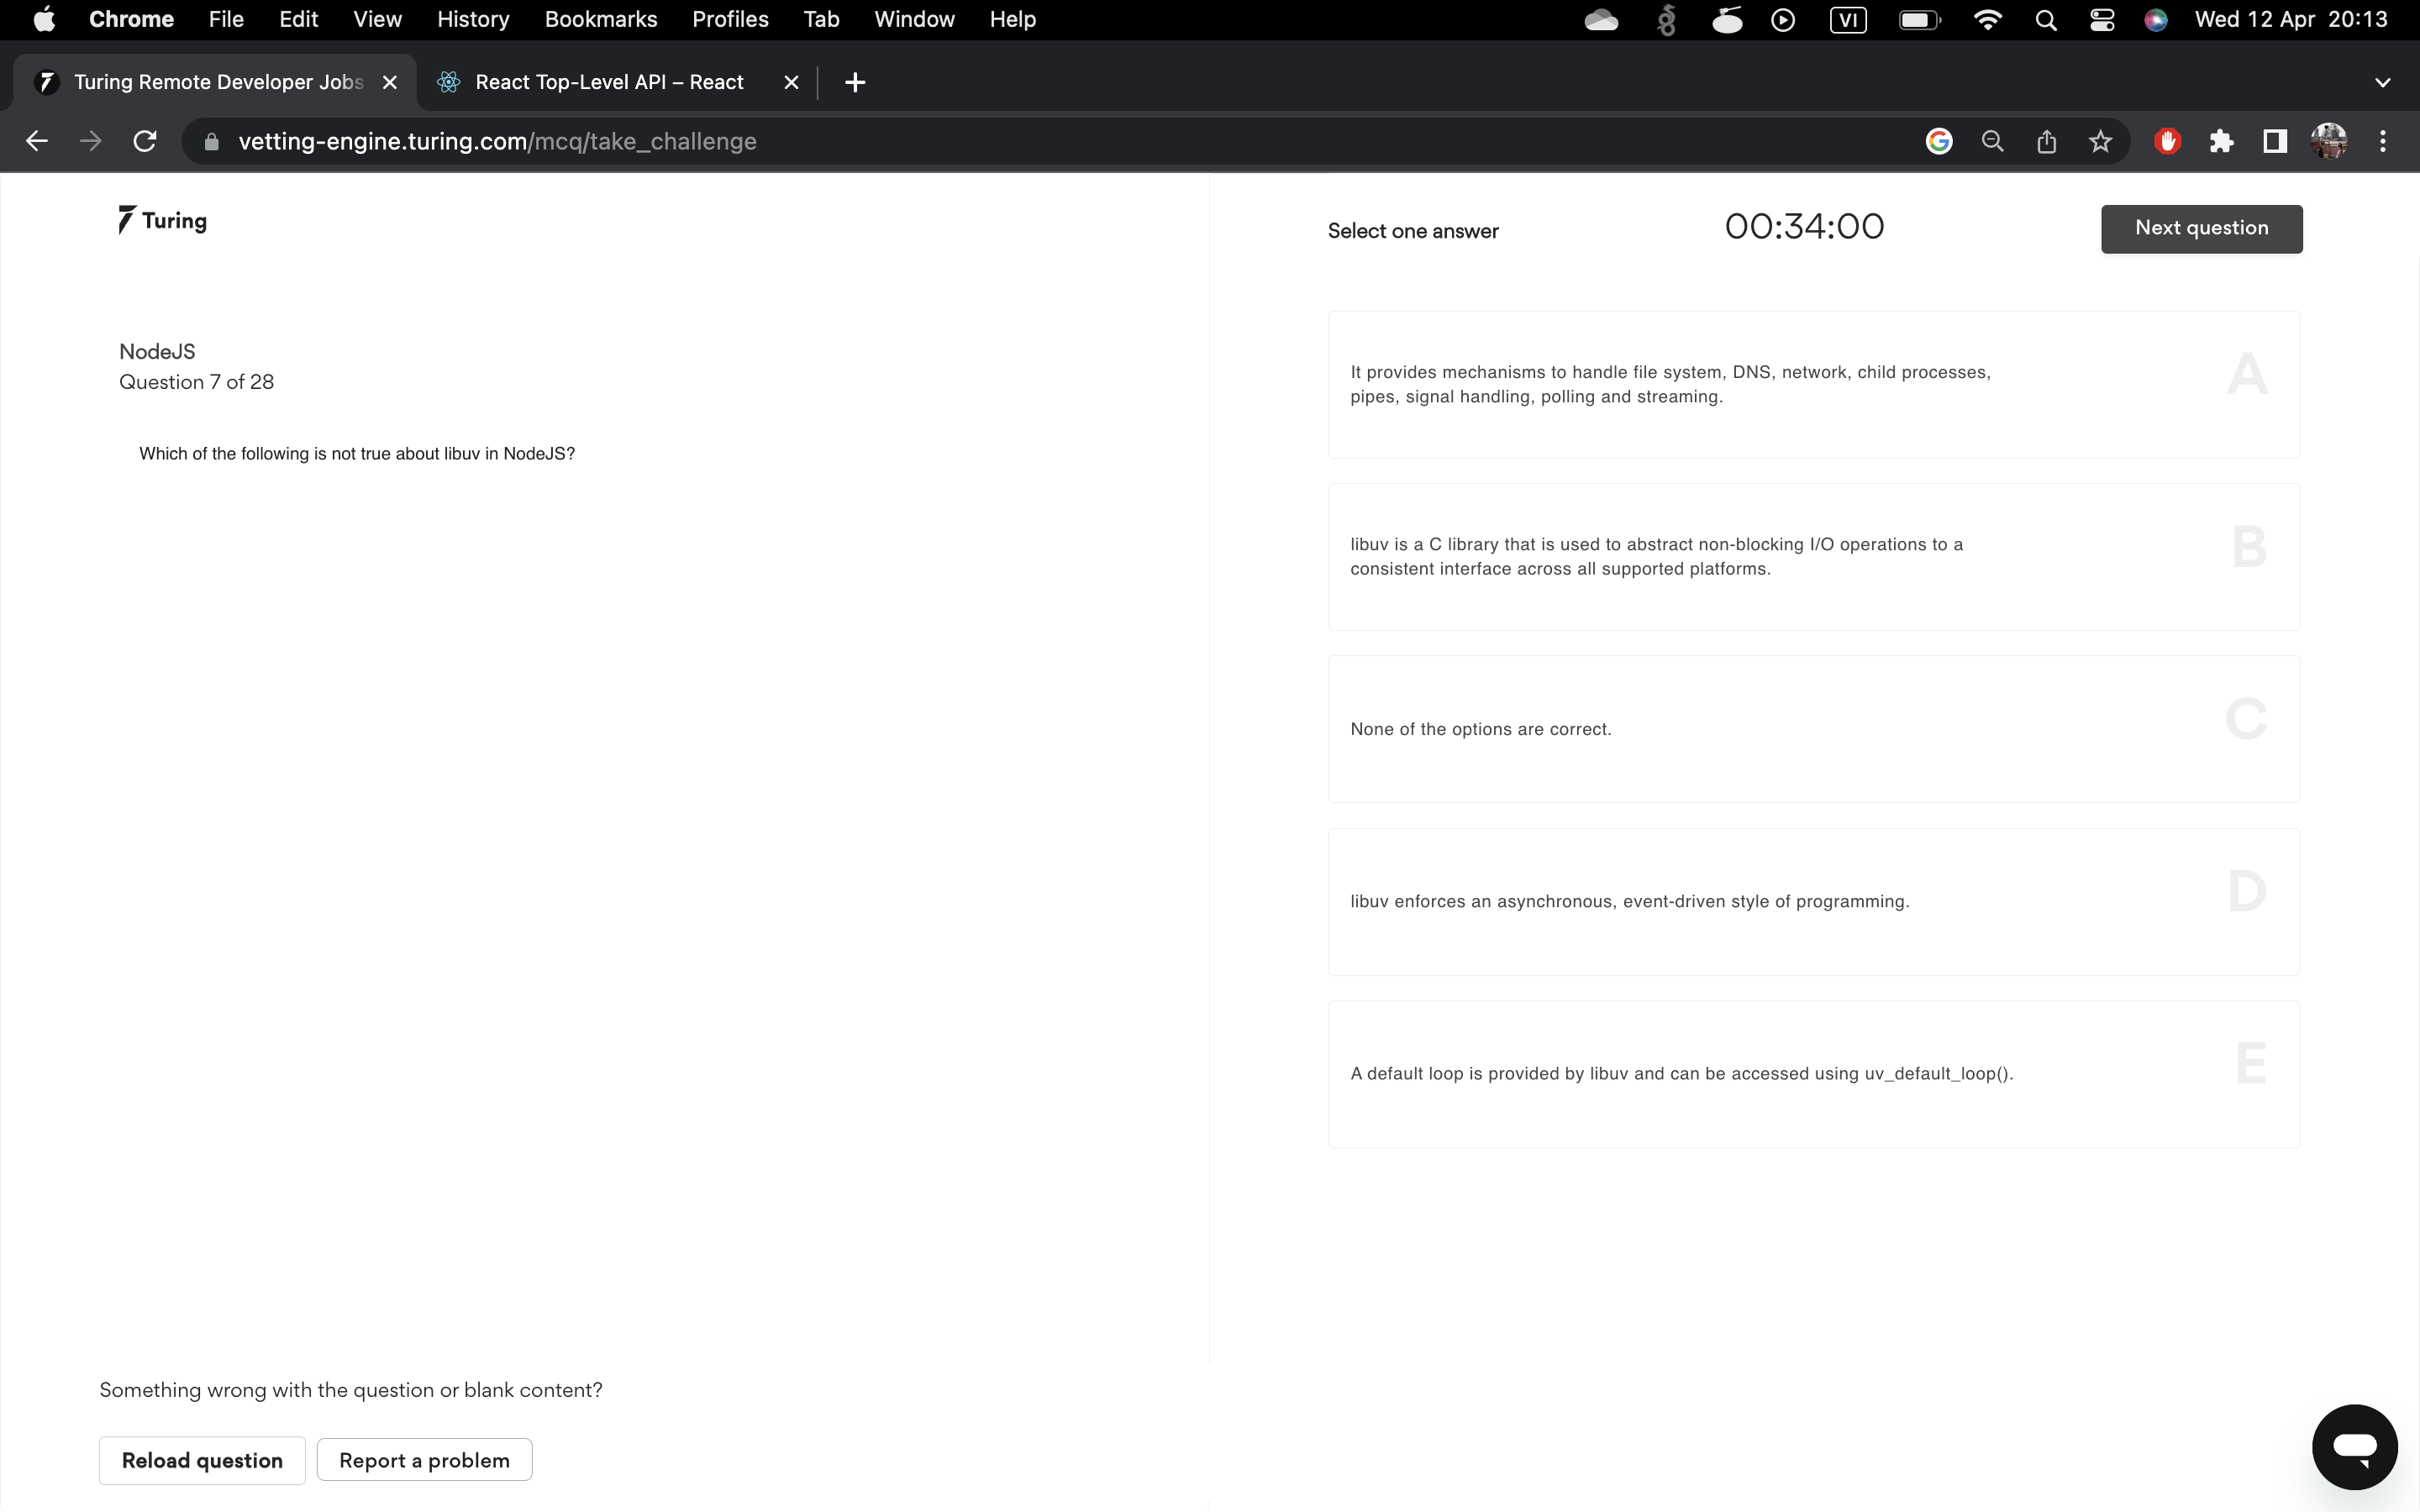 Chrome File Edit View History Bookmarks Profiles Tab Window Help VI Wed 12 Apr 20:13
Turing Remote Developer Jobs React Top-Level API – React
vetting-engine.turing.com/mcq/take_challenge
Turing
Select one answer
00:34:00
Next question
NodeJS
Question 7 of 28
Which of the following is not true about libuv in NodeJS?
It provides mechanisms to handle file system, DNS, network, child processes,
pipes, signal handling, polling and streaming.
A
libuv is a C library that is used to abstract non-blocking I/O operations to a
consistent interface across all supported platforms.
B
None of the options are correct.
C
libuv enforces an asynchronous, event-driven style of programming.
D
A default loop is provided by libuv and can be accessed using uv_default_loop().
E
Something wrong with the question or blank content?
Reload question
Report a problem